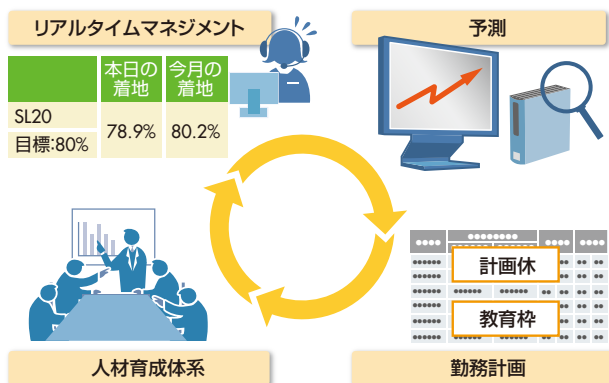 リアルタイムマネジメント
予測
本日の
着地
今月の
着地
SL20
目標:80%
78.9%
80.2%
計画休
教育枠
人材育成体系
勤務計画